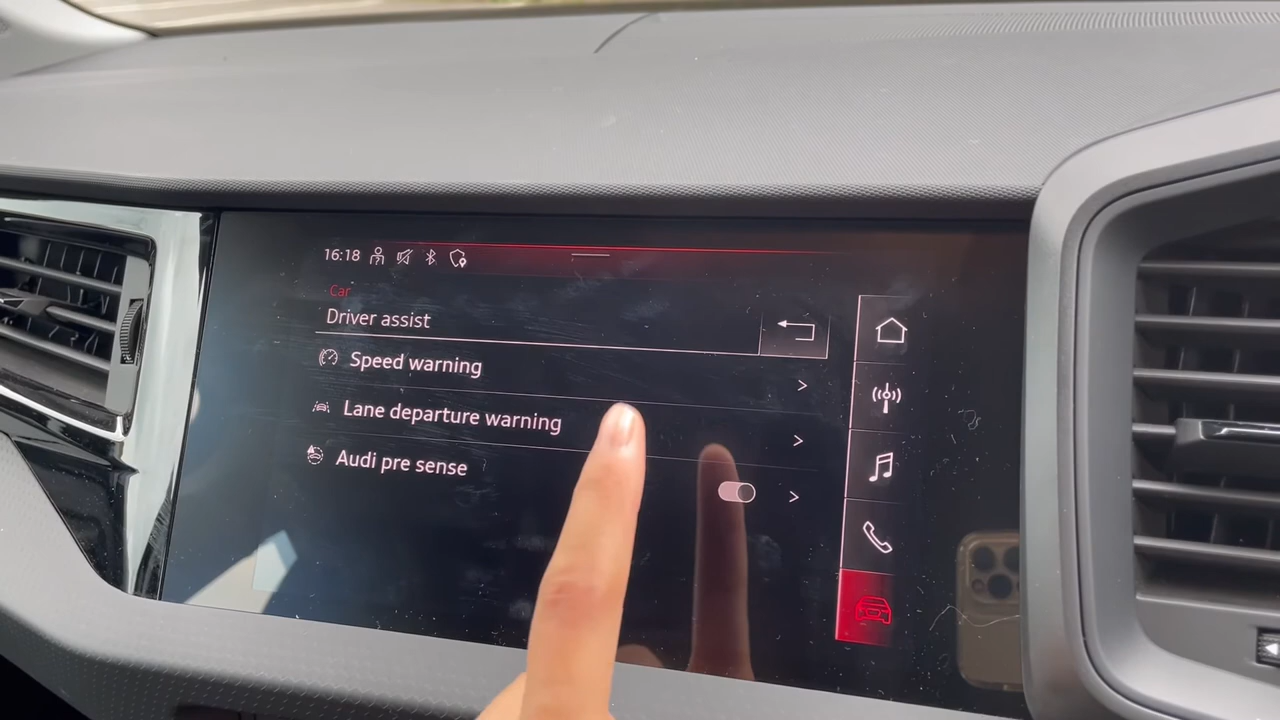 16:18
Car
Driver assist
Speed warning
Lane departure warning
Audi pre sense